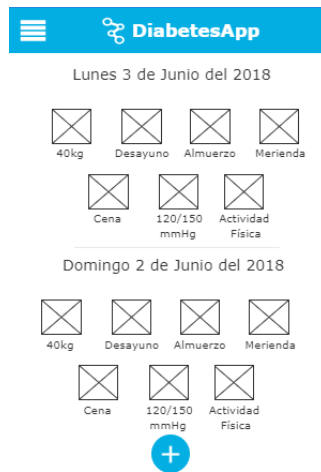 DiabetesApp
Lunes 3 de Junio del 2018
40kg Desayuno Almuerzo Merienda
Cena 120/150 Actividad
mmHg Física
Domingo 2 de Junio del 2018
40kg Desayuno Almuerzo Merienda
Cena 120/150 Actividad
mmHg Física
+